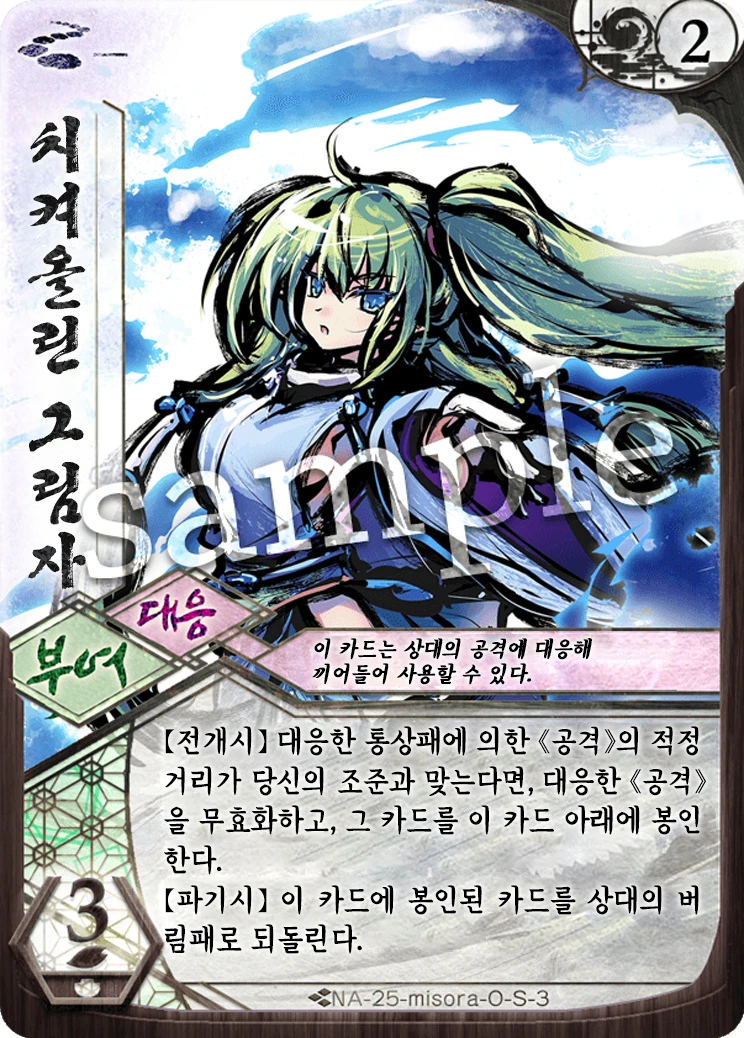 2
치켜올린 그림자
sample
대응
부여
이 카드는 상대의 공격에 대응해
끼어들어 사용할 수 있다.
【전개시】 대응한 통상패에 의한 《공격》의 적정
거리가 당신의 조준과 맞는다면, 대응한 《공격》
을 무효화하고, 그 카드를 이 카드 아래에 봉인
한다.
【파기시】 이 카드에 봉인된 카드를 상대의 버
림패로 되돌린다.
3
NA-25-misora-O-S-3